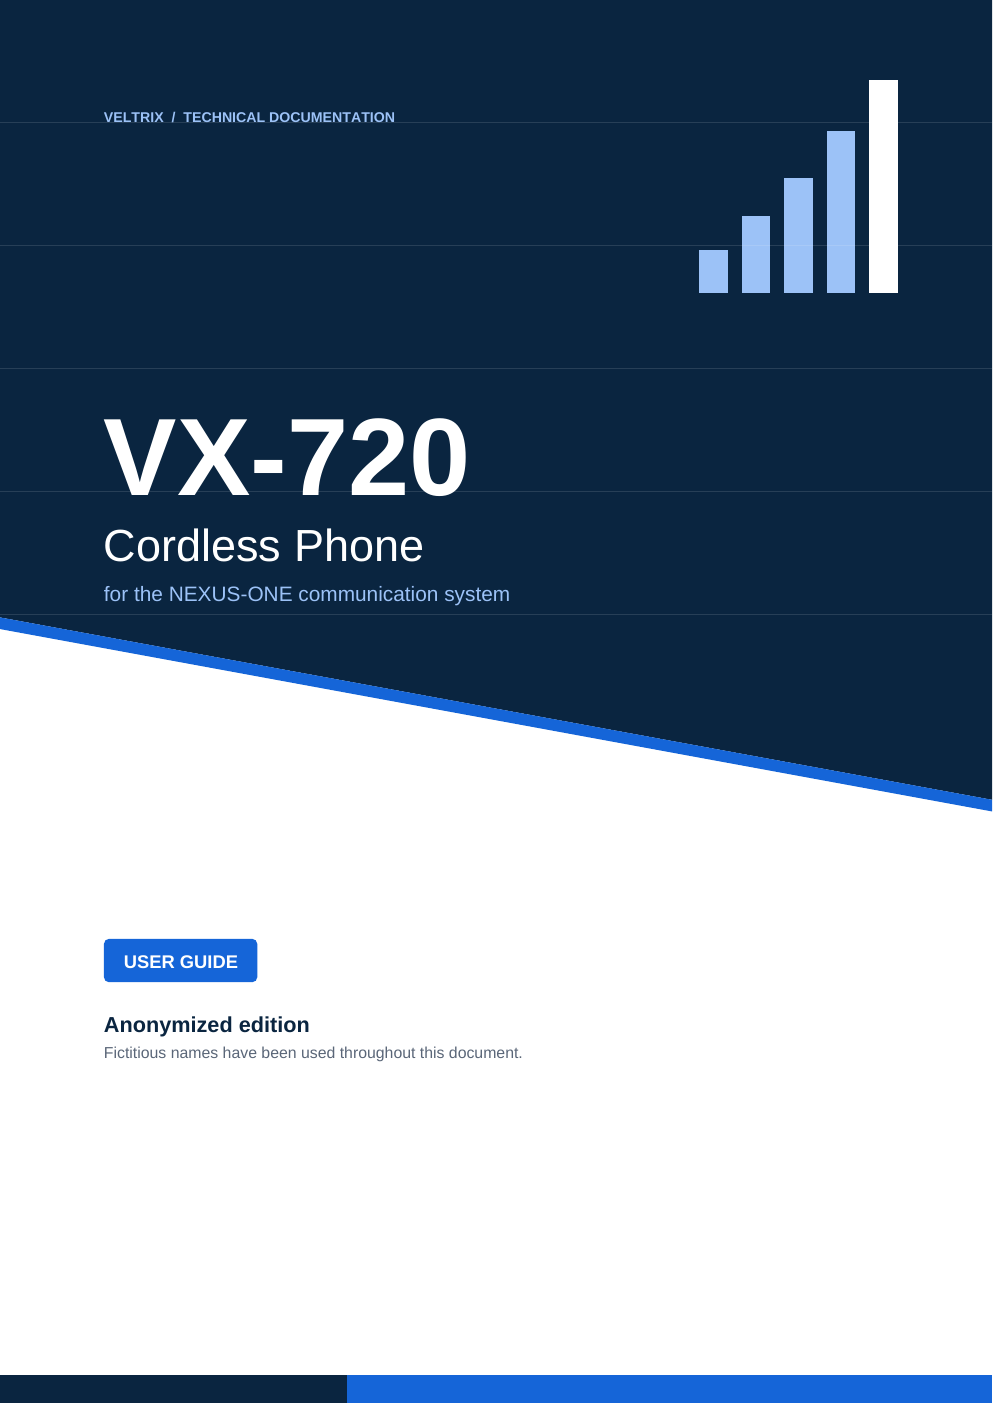 VELTRIX / TECHNICAL DOCUMENTATION
VX-720
Cordless Phone
for the NEXUS-ONE communication system
USER GUIDE
Anonymized edition
Fictitious names have been used throughout this document.